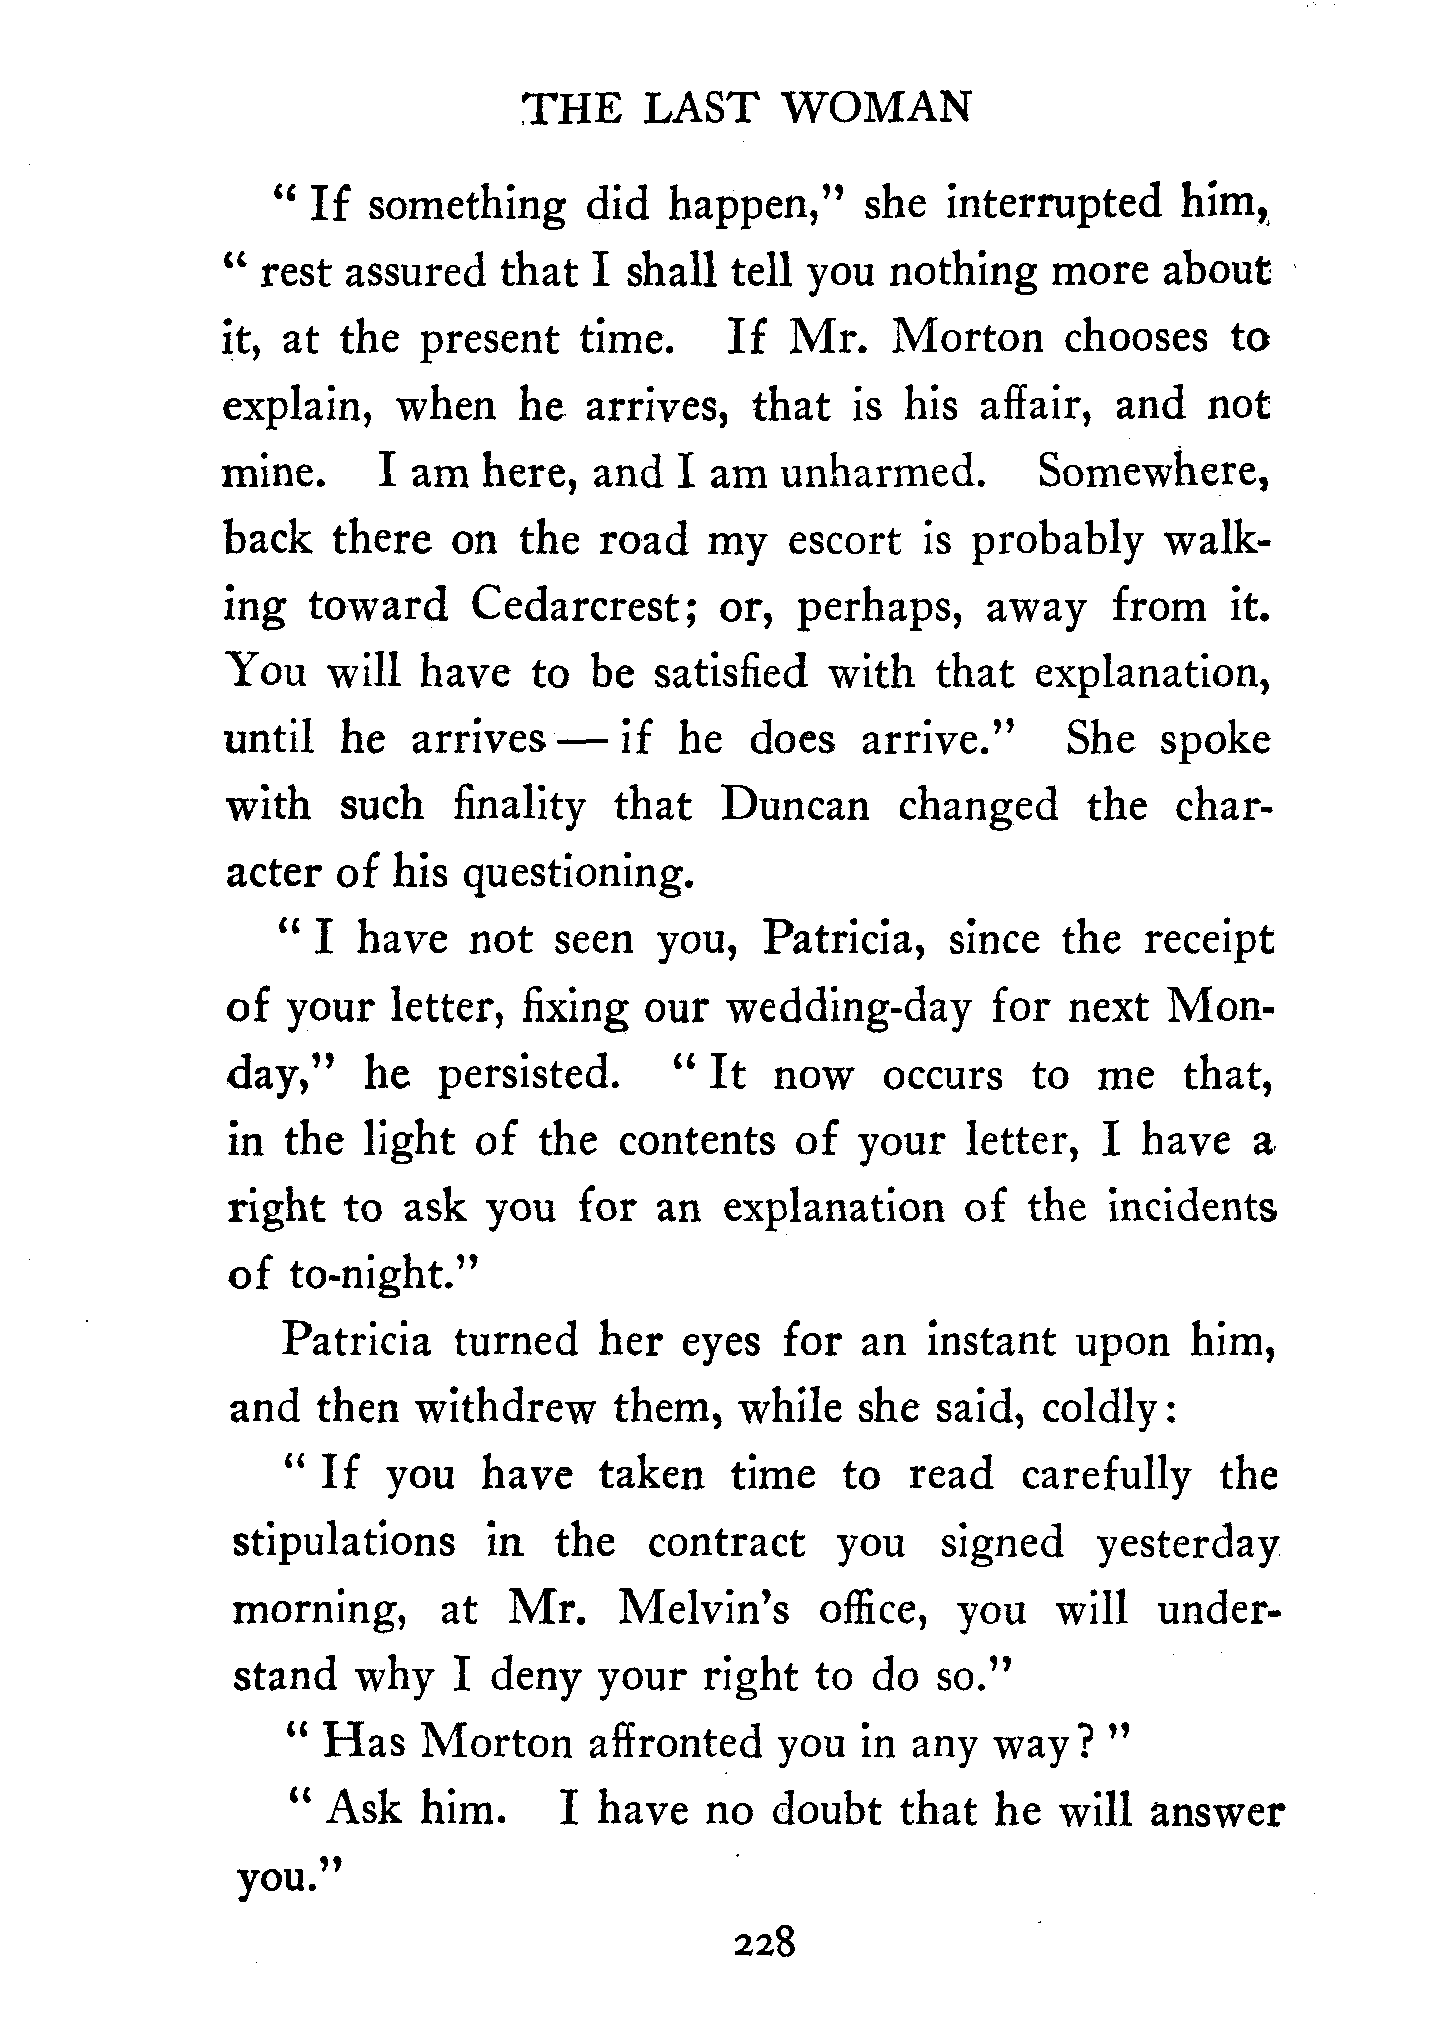 THE LAST WOMAN
“ If something did happen,” she interrupted him,
“ rest assured that I shall tell you nothing more about
it, at the present time. If Mr. Morton chooses to
explain, when he arrives, that is his affair, and not
mine. I am here, and I am unharmed. Somewhere,
back there on the road my escort is probably walk-
ing toward Cedarcrest; or, perhaps, away from it.
You will have to be satisfied with that explanation,
until he arrives — if he does arrive.” She spoke
with such finality that Duncan changed the char-
acter of his questioning.
“ I have not seen you, Patricia, since the receipt
of your letter, fixing our wedding-day for next Mon-
day,” he persisted. “ It now occurs to me that,
in the light of the contents of your letter, I have a
right to ask you for an explanation of the incidents
of to-night.”
Patricia turned her eyes for an instant upon him,
and then withdrew them, while she said, coldly:
“ If you have taken time to read carefully the
stipulations in the contract you signed yesterday
morning, at Mr. Melvin’s office, you will under-
stand why I deny your right to do so.”
“ Has Morton affronted you in any way? ”
“ Ask him. I have no doubt that he will answer
you.”
228